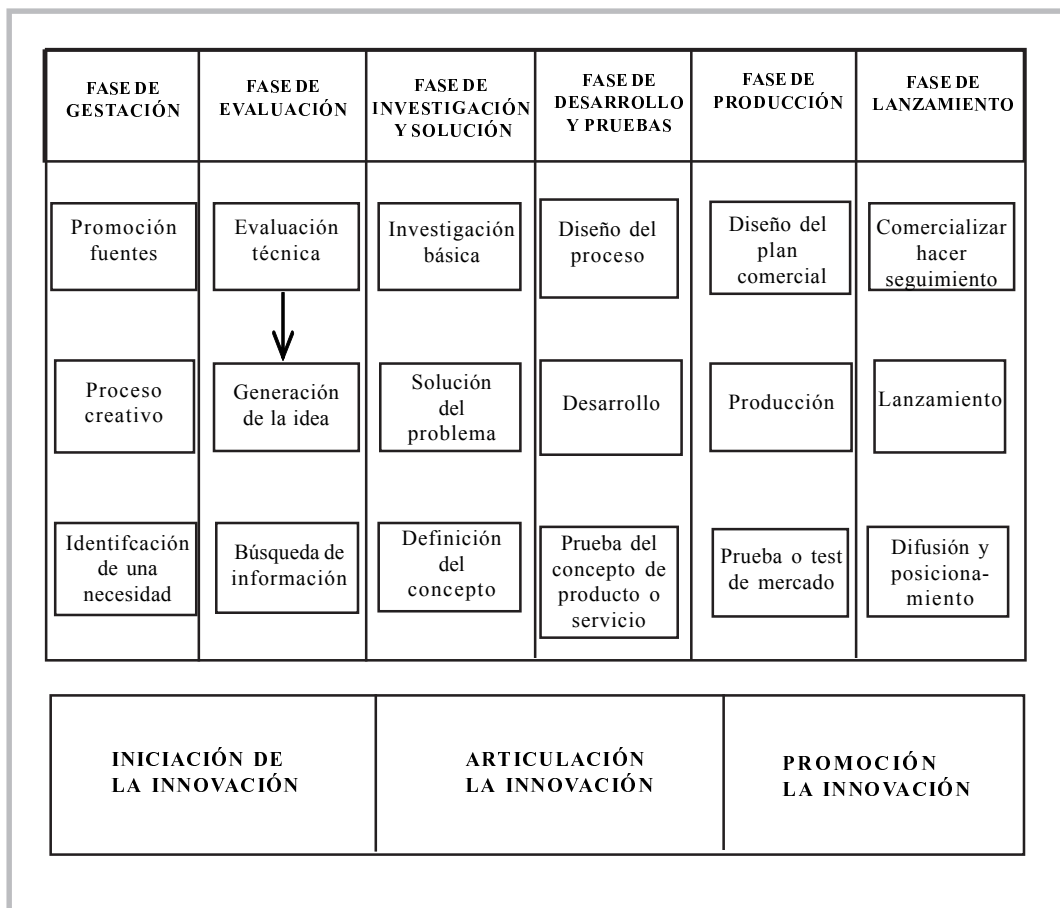 FASE DE
GESTACIÓN
FASE DE
EVALUACIÓN
FASE DE
INVESTIGACIÓN
Y SOLUCIÓN
FASE DE
DESARROLLO
Y PRUEBAS
FASE DE
PRODUCCIÓN
FASE DE
LANZAMIENTO
Promoción
fuentes
Evaluación
técnica
Investigación
básica
Diseño del
proceso
Diseño del
plan
comercial
Comercializar
hacer
seguimiento
Proceso
creativo
Generación
de la idea
Solución
del
problema
Desarrollo
Producción
Lanzamiento
Identifcación
de una
necesidad
Búsqueda de
información
Definición
del
concepto
Prueba del
concepto de
producto o
servicio
Prueba o test
de mercado
Difusión y
posiciona-
miento
INICIACIÓN DE
LA INNOVACIÓN
ARTICULACIÓN
LA INNOVACIÓN
PROMOCIÓN
LA INNOVACIÓN